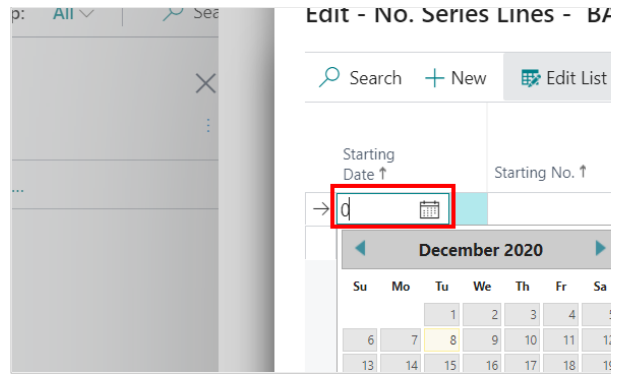 p: All Sea
Edit - No. Series Lines - BA
Search + New Edit List
Starting
Date ↑ Starting No. ↑
...
→ 0
December 2020
Su Mo Tu We Th Fr Sa
1 2 3 4
6 7 8 9 10 11
13 14 15 16 17 18